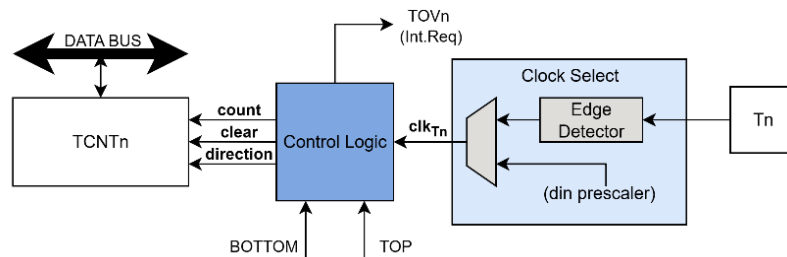 TOVn
(Int.Req)
DATA BUS
Clock Select
TCNTn
count
clear
direction
Control Logic
clkTn
Edge
Detector
Tn
(din prescaler)
BOTTOM
TOP